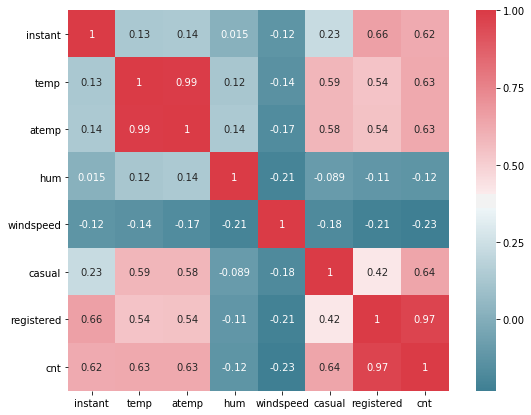 instant 1 0.13 0.14 0.015 -0.12 0.23 0.66 0.62
temp 0.13 1 0.99 0.12 -0.14 0.59 0.54 0.63
atemp 0.14 0.99 1 0.14 -0.17 0.58 0.54 0.63
hum 0.015 0.12 0.14 1 -0.21 -0.089 -0.11 -0.12
windspeed -0.12 -0.14 -0.17 -0.21 1 -0.18 -0.21 -0.23
casual 0.23 0.59 0.58 -0.089 -0.18 1 0.42 0.64
registered 0.66 0.54 0.54 -0.11 -0.21 0.42 1 0.97
cnt 0.62 0.63 0.63 -0.12 -0.23 0.64 0.97 1
instant temp atemp hum windspeed casual registered cnt
1.00
0.75
0.50
0.25
0.00